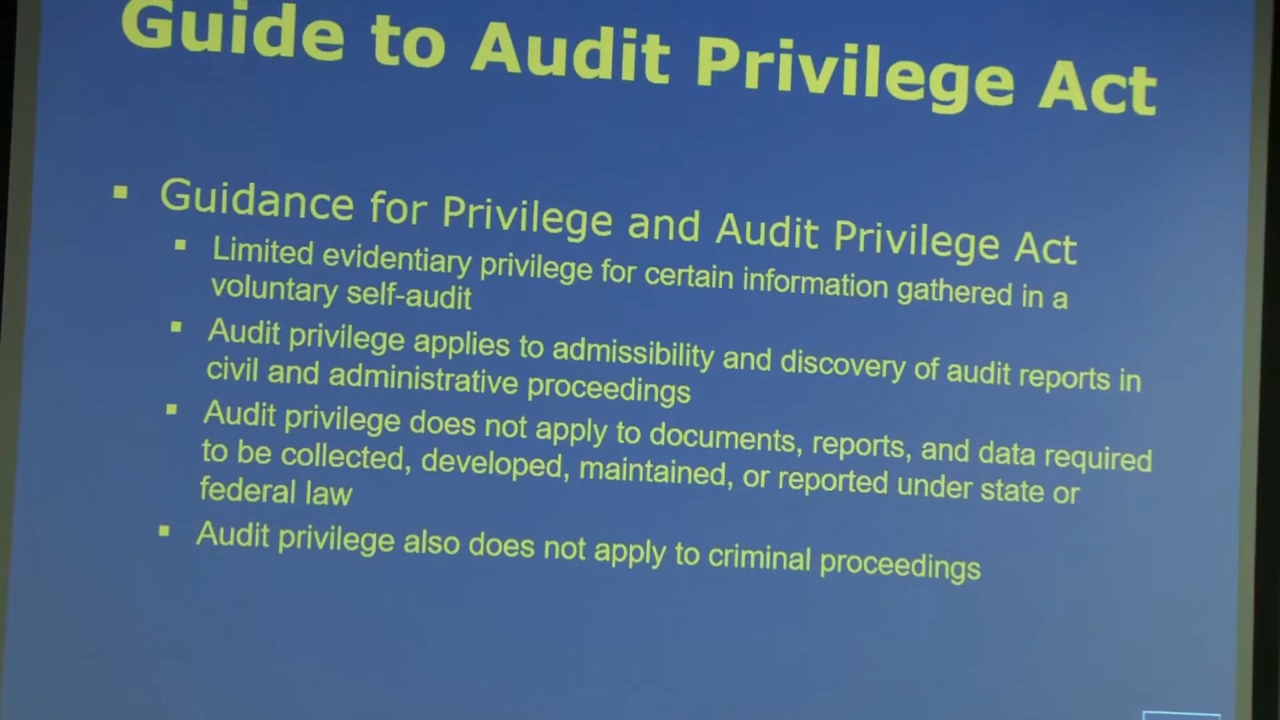 Guide to Audit Privilege Act
▪ Guidance for Privilege and Audit Privilege Act
▪ Limited evidentiary privilege for certain information gathered in a
voluntary self-audit
▪ Audit privilege applies to admissibility and discovery of audit reports in
civil and administrative proceedings
▪ Audit privilege does not apply to documents, reports, and data required
to be collected, developed, maintained, or reported under state or
federal law
▪ Audit privilege also does not apply to criminal proceedings